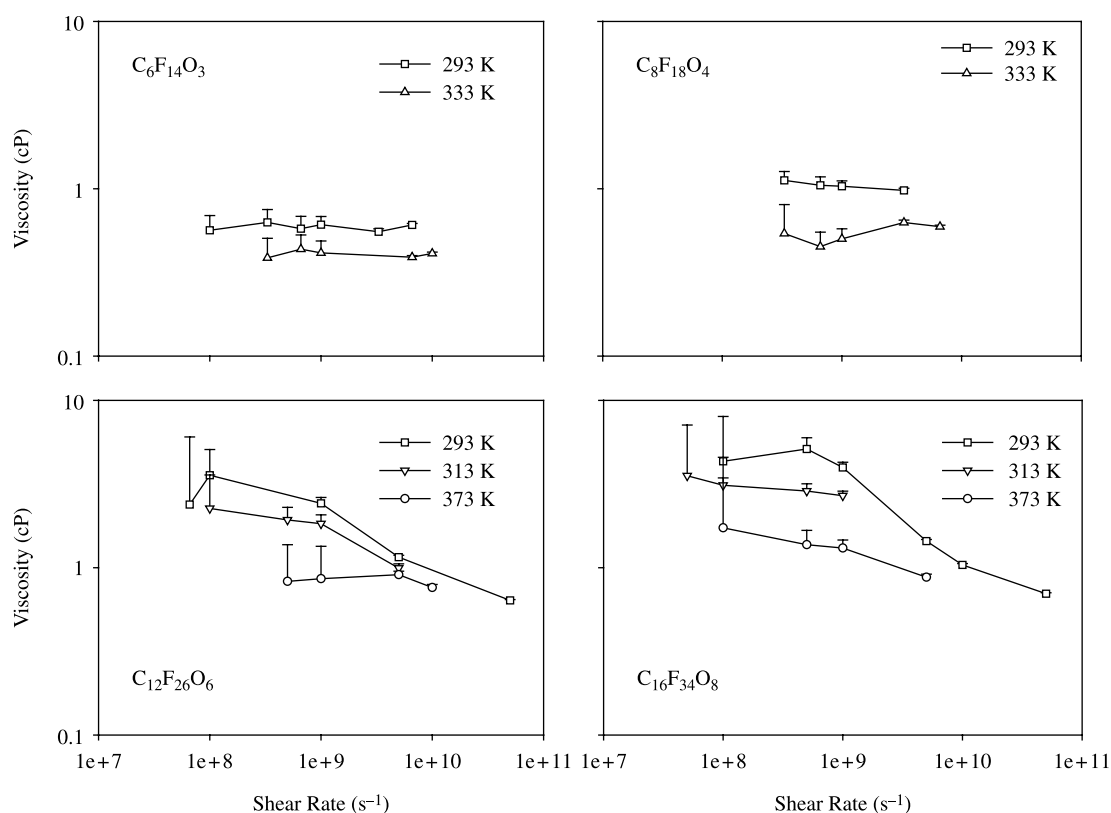 10
1
0.1
Viscosity (cP)
C₆F₁₄O₃
293 K
333 K
C₈F₁₈O₄
293 K
333 K
10
1
0.1
Viscosity (cP)
293 K
313 K
373 K
C₁₂F₂₆O₆
1e+7 1e+8 1e+9 1e+10 1e+11
Shear Rate (s⁻¹)
293 K
313 K
373 K
C₁₆F₃₄O₈
1e+7 1e+8 1e+9 1e+10 1e+11
Shear Rate (s⁻¹)